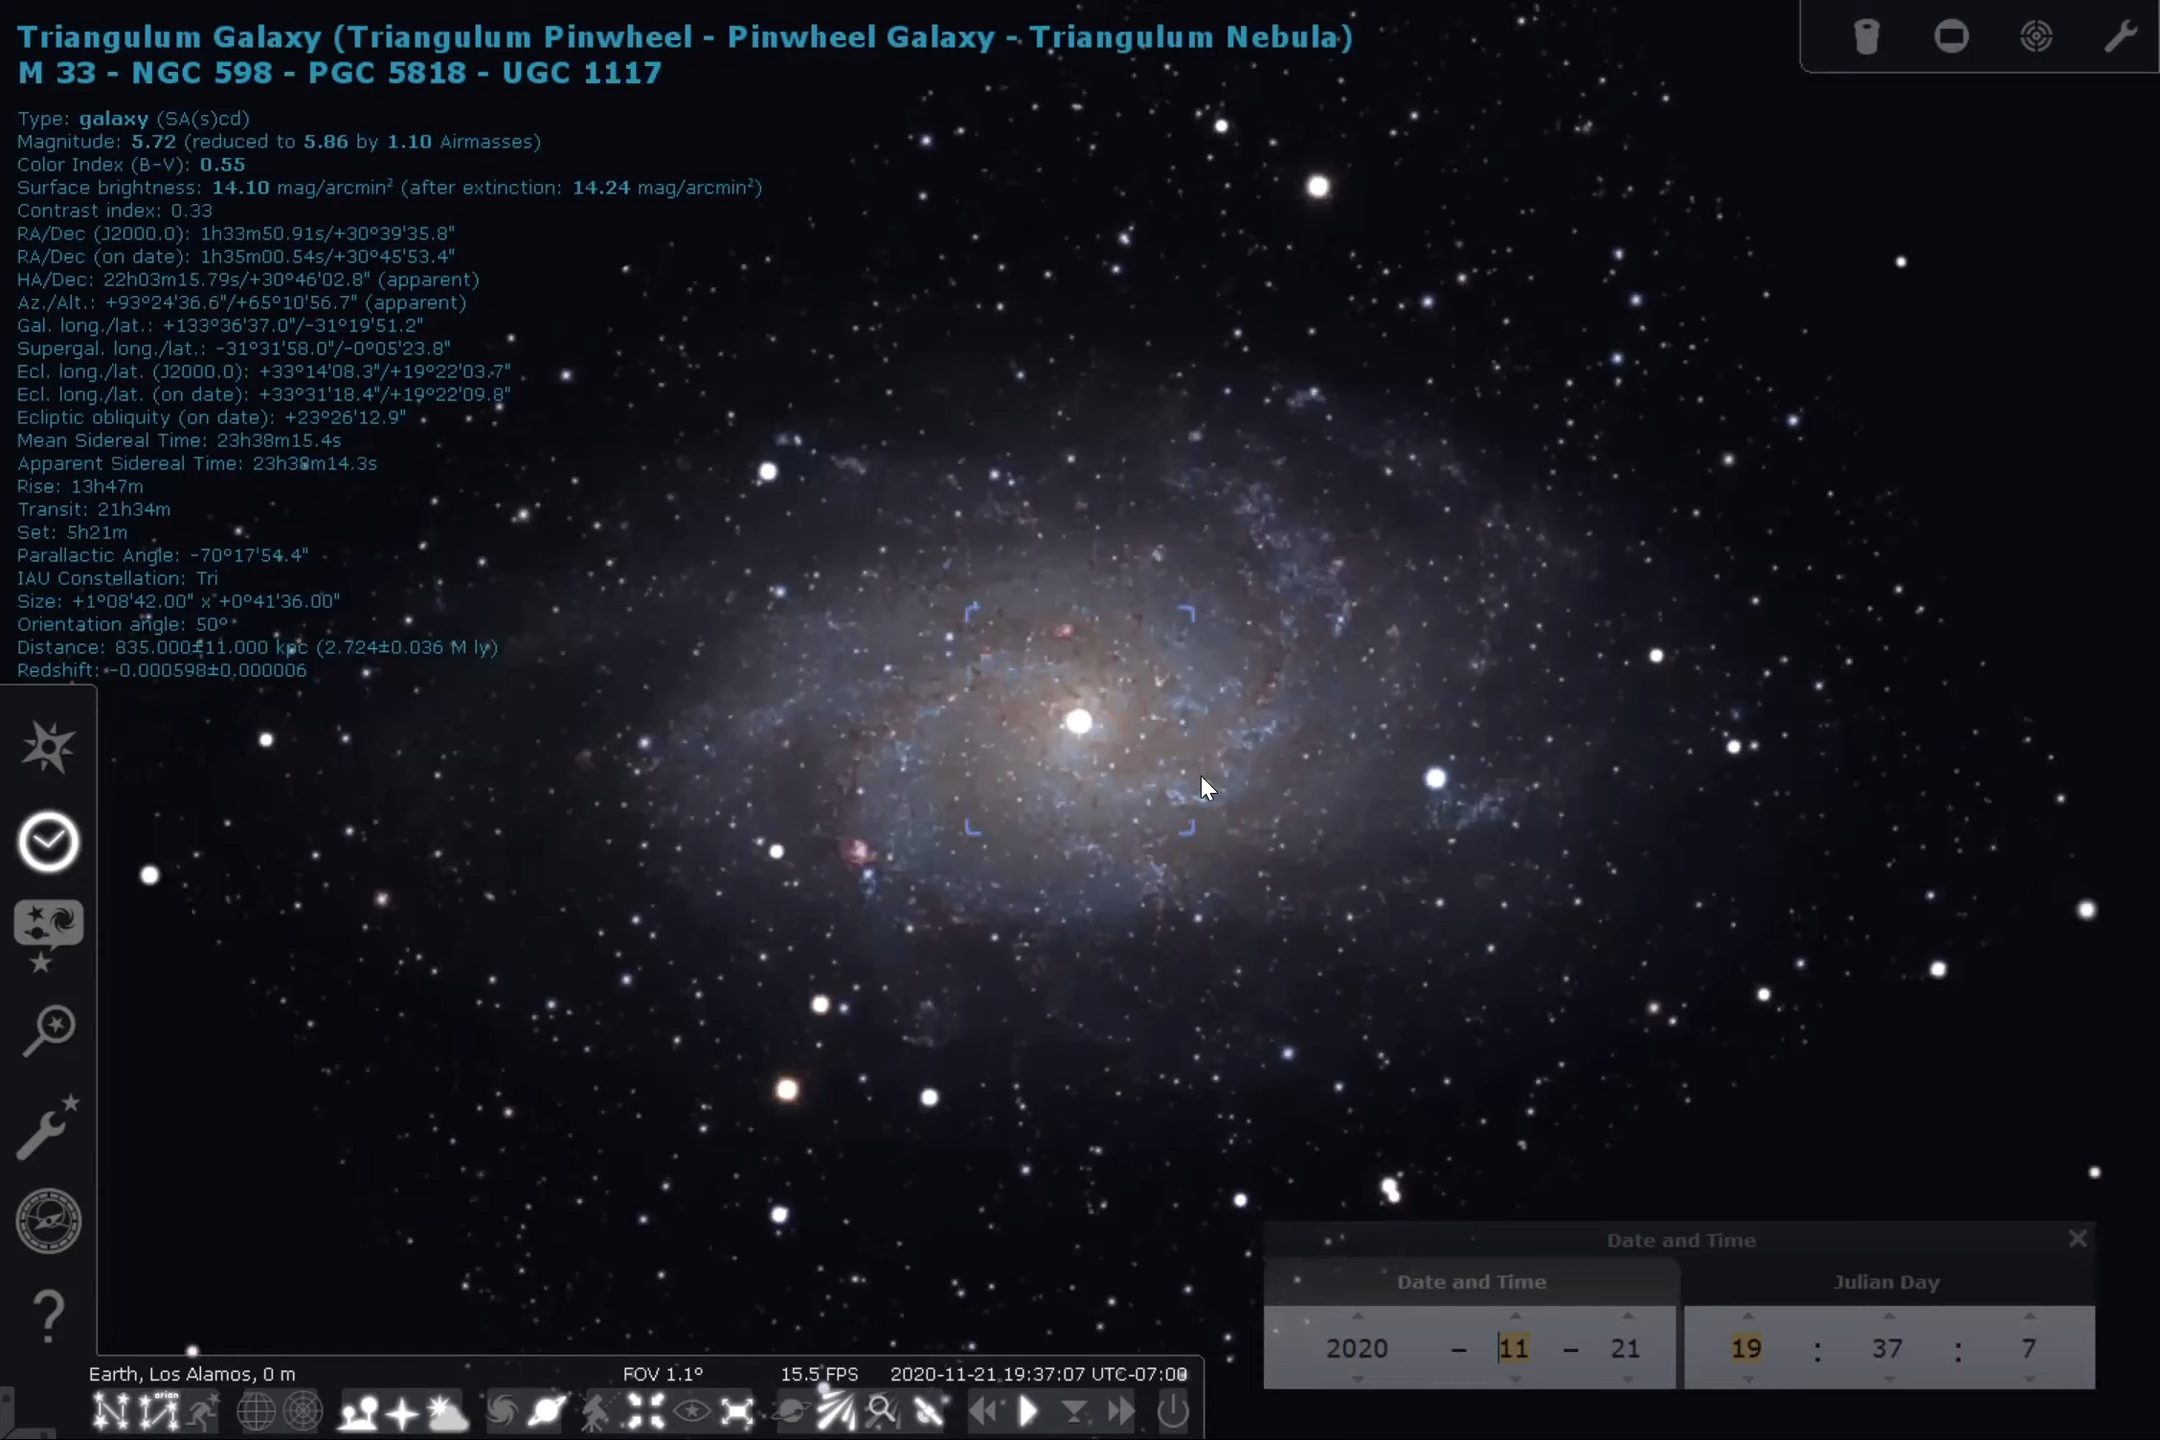 Triangulum Galaxy (Triangulum Pinwheel - Pinwheel Galaxy - Triangulum Nebula)
M 33 - NGC 598 - PGC 5818 - UGC 1117
Type: galaxy (SA(s)cd)
Magnitude: 5.72 (reduced to 5.86 by 1.10 Airmasses)
Color Index (B-V): 0.55
Surface brightness: 14.10 mag/arcmin² (after extinction: 14.24 mag/arcmin²)
Contrast index: 0.33
RA/Dec (J2000.0): 1h33m50.91s/+30°39'35.8"
RA/Dec (on date): 1h35m00.54s/+30°45'53.4"
HA/Dec: 22h03m15.79s/+30°46'02.8" (apparent)
Az./Alt.: +93°24'36.6"/+65°10'56.7" (apparent)
Gal. long./lat.: +133°36'37.0"/-31°19'51.2"
Supergal. long./lat.: -31°31'58.0"/-0°05'23.8"
Ecl. long./lat. (J2000.0): +33°14'08.3"/+19°22'03.7"
Ecl. long./lat. (on date): +33°31'18.4"/+19°22'09.8"
Ecliptic obliquity (on date): +23°26'12.9"
Mean Sidereal Time: 23h38m15.4s
Apparent Sidereal Time: 23h38m14.3s
Rise: 13h47m
Transit: 21h34m
Set: 5h21m
Parallactic Angle: -70°17'54.4"
IAU Constellation: Tri
Size: +1°08'42.00" x +0°41'36.00"
Orientation angle: 50°
Distance: 835.000±11.000 kpc (2.724±0.036 M ly)
Redshift: -0.000598±0.000006
Date and Time
Date and Time Julian Day
2020 - 11 - 21 19 : 37 : 7
Earth, Los Alamos, 0 m FOV 1.1° 15.5 FPS 2020-11-21 19:37:07 UTC-07:00
orion